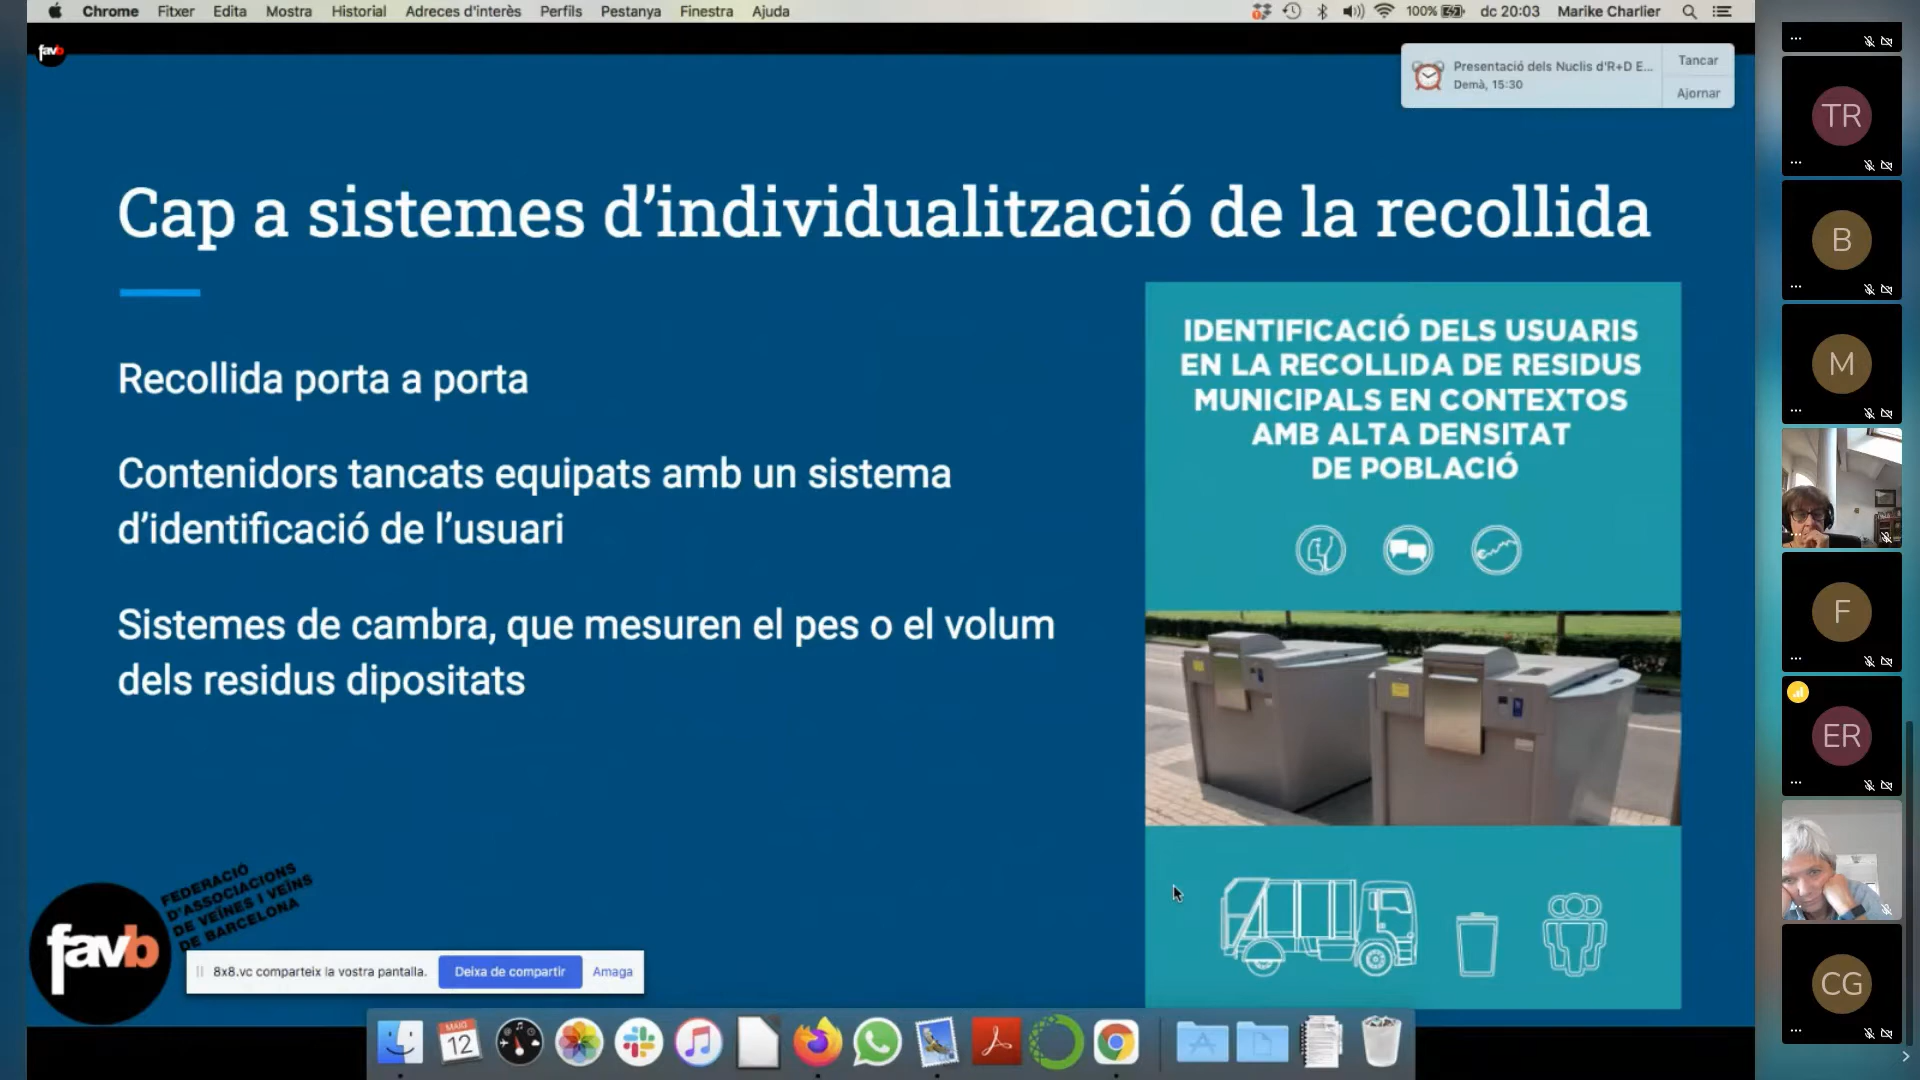 Chrome Fitxer Edita Mostra Historial Adreces d'interès Perfils Pestanya Finestra Ajuda 100% dc 20:03 Marike Charlier
favb
Presentació dels Nuclis d'R+D E... Tancar
Demà, 15:30 Ajornar
Cap a sistemes d'individualització de la recollida
IDENTIFICACIÓ DELS USUARIS
EN LA RECOLLIDA DE RESIDUS
MUNICIPALS EN CONTEXTOS
AMB ALTA DENSITAT
DE POBLACIÓ
Recollida porta a porta
Contenidors tancats equipats amb un sistema
d'identificació de l'usuari
Sistemes de cambra, que mesuren el pes o el volum
dels residus dipositats
FEDERACIÓ
D'ASSOCIACIONS
DE VEÏNES I VEÏNS
DE BARCELONA
favb
8x8.vc comparteix la vostra pantalla. Deixa de compartir Amaga
MAIG
12
TR
B
M
F
ER
CG